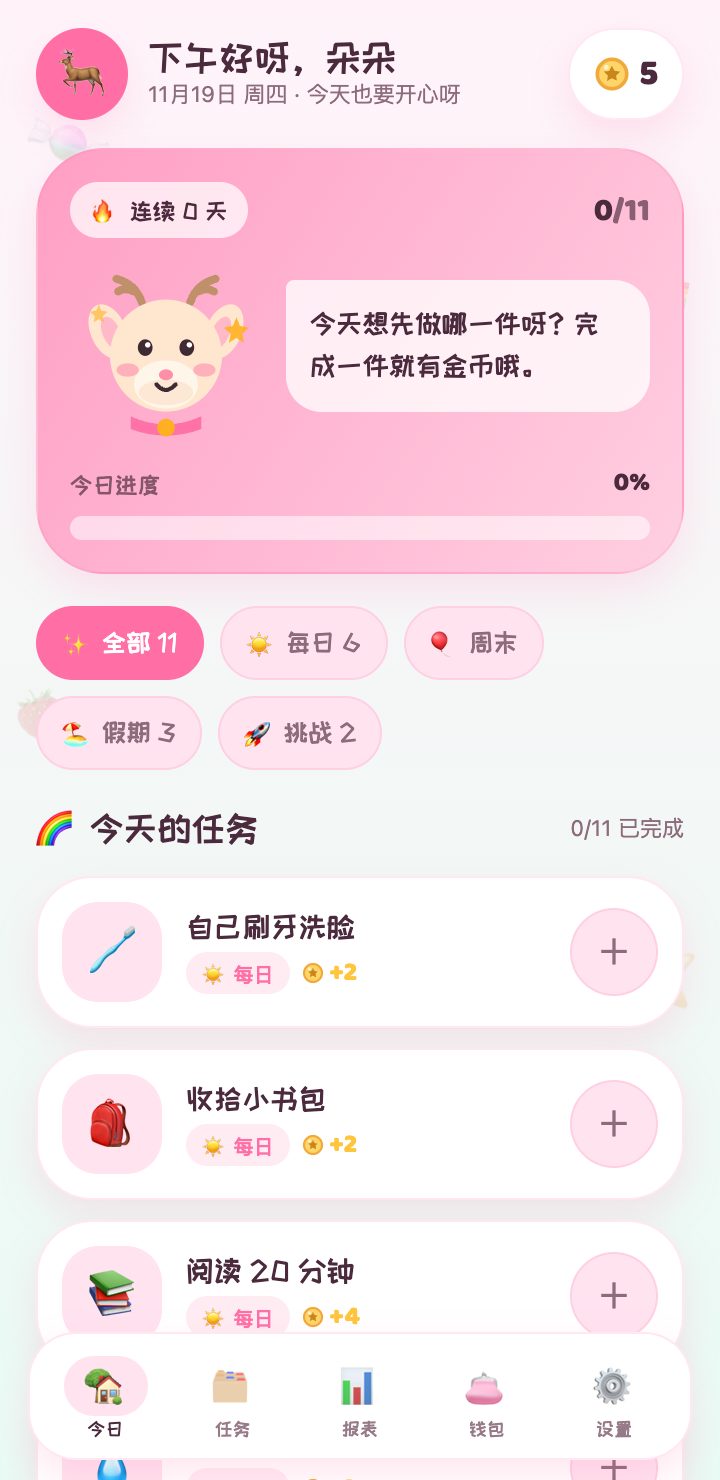 下午好呀，朵朵
11月19日 周四 · 今天也要开心呀
5
连续 0 天
0/11
今天想先做哪一件呀？完
成一件就有金币哦。
今日进度
0%
全部 11
每日 6
周末
假期 3
挑战 2
今天的任务
0/11 已完成
自己刷牙洗脸
每日
+2
收拾小书包
每日
+2
阅读 20 分钟
每日
+4
今日
任务
报表
钱包
设置